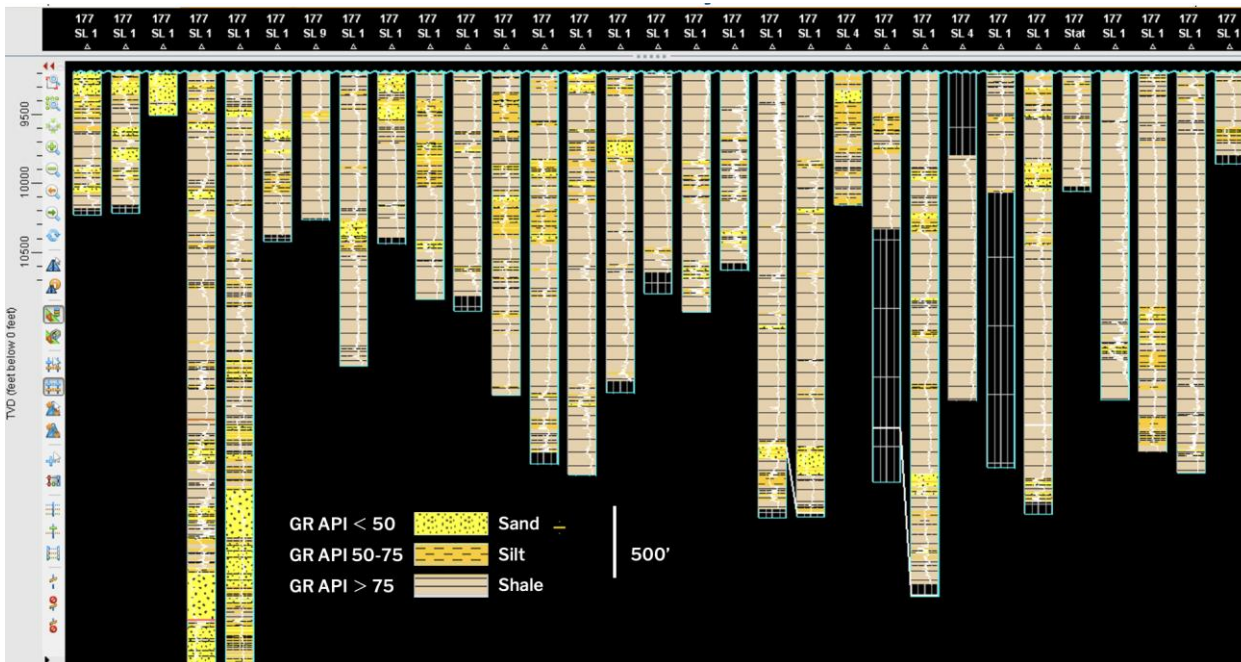 177 177 177 177 177 177 177 177 177 177 177 177 177 177 177 177 177 177 177 177 177 177 177 177 177 177 177 177 177 177 177
SL 1 SL 1 SL 1 SL 1 SL 1 SL 1 SL 9 SL 1 SL 1 SL 1 SL 1 SL 1 SL 1 SL 1 SL 1 SL 1 SL 1 SL 1 SL 1 SL 1 SL 4 SL 1 SL 1 SL 4 SL 1 SL 1 Stat SL 1 SL 1 SL 1 SL 1
9500
10000
10500
TVD (feet below 0 feet)
GR API < 50 Sand
GR API 50-75 Silt
GR API > 75 Shale
500'